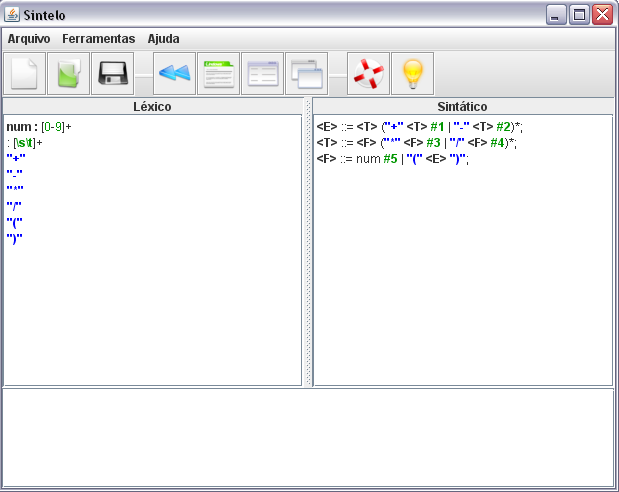 Sintelo
Arquivo Ferramentas Ajuda
Léxico
num : [0-9]+
: [\s\t]+
"+"
"-"
"*"
"/"
"("
")"
Sintático
<E> ::= <T> ("+" <T> #1 | "-" <T> #2)*;
<T> ::= <F> ("*" <F> #3 | "/" <F> #4)*;
<F> ::= num #5 | "(" <E> ")";